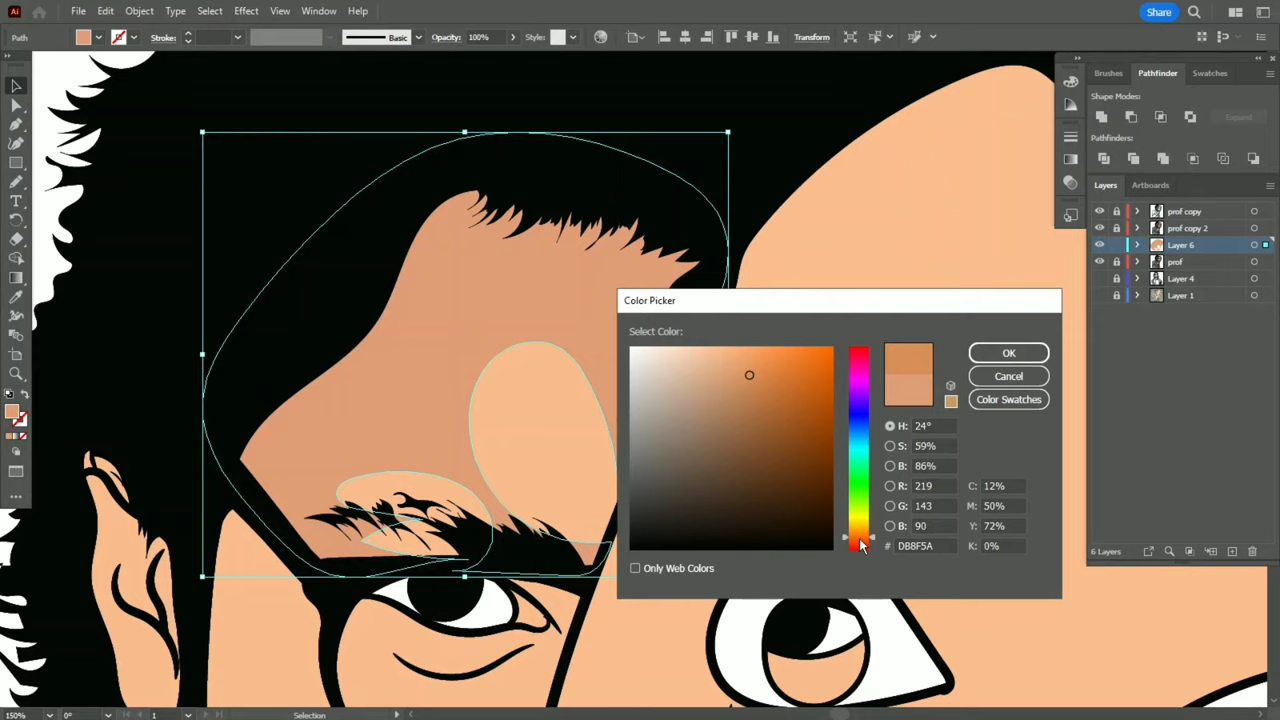 Ai File Edit Object Type Select Effect View Window Help Share
Path Stroke: Basic Opacity: 100% Style: Transform
Brushes Pathfinder Swatches
Shape Modes:
Expand
Pathfinders:
Layers Artboards
prof copy
prof copy 2
Layer 6
prof
Layer 4
Layer 1
Color Picker
Select Color:
OK
Cancel
Color Swatches
H: 24°
S: 59%
B: 86%
R: 219 C: 12%
G: 143 M: 50%
B: 90 Y: 72%
# DB8F5A K: 0%
Only Web Colors
6 Layers
150% 0° 1 Selection